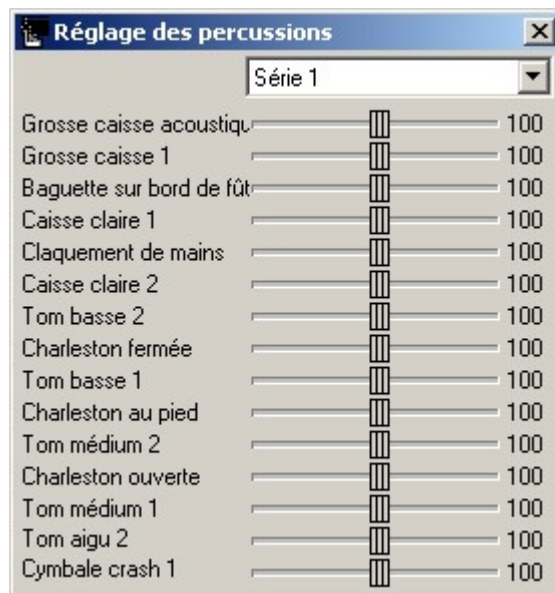 Réglage des percussions
Série 1
Grosse caisse acoustiqu 100
Grosse caisse 1 100
Baguette sur bord de fût 100
Caisse claire 1 100
Claquement de mains 100
Caisse claire 2 100
Tom basse 2 100
Charleston fermée 100
Tom basse 1 100
Charleston au pied 100
Tom médium 2 100
Charleston ouverte 100
Tom médium 1 100
Tom aigu 2 100
Cymbale crash 1 100